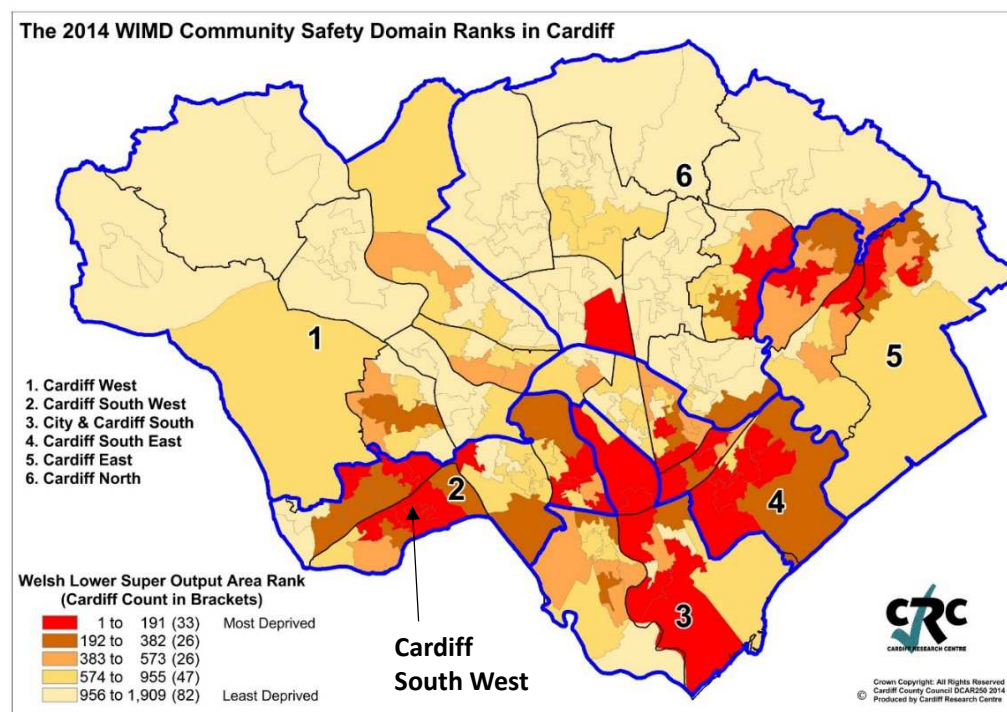 The 2014 WIMD Community Safety Domain Ranks in Cardiff
6
1
5
1. Cardiff West
2. Cardiff South West
3. City & Cardiff South
4. Cardiff South East
5. Cardiff East
6. Cardiff North
2
4
3
Welsh Lower Super Output Area Rank
(Cardiff Count in Brackets)
1 to 191 (33) Most Deprived
192 to 382 (26)
383 to 573 (26)
574 to 955 (47)
956 to 1,909 (82) Least Deprived
Cardiff
South West
CRC
CARDIFF RESEARCH CENTRE
Crown Copyright: All Rights Reserved
© Cardiff County Council DCAR250 2014
Produced by Cardiff Research Centre